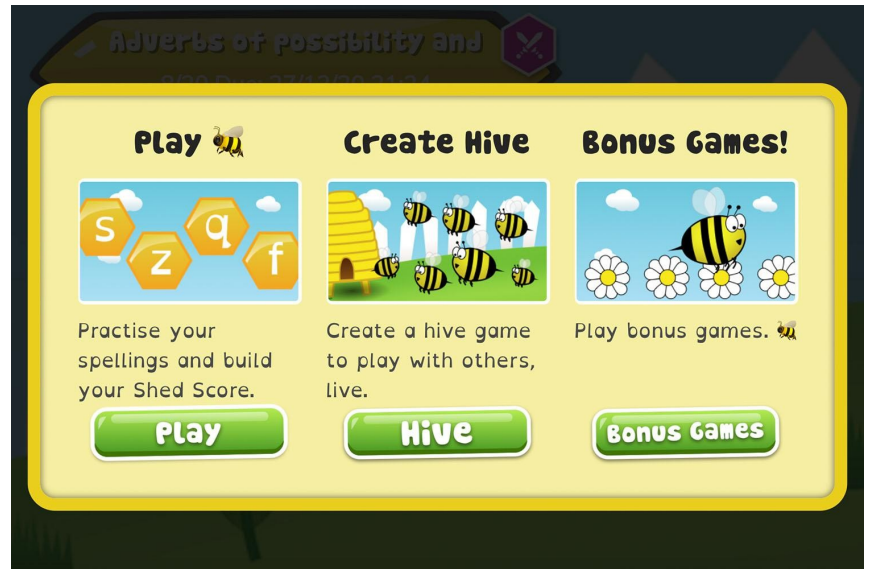 Adverbs of possibility and
Play
Create Hive
Bonus Games!
s z q f
Practise your
spellings and build
your Shed Score.
Create a hive game
to play with others,
live.
Play bonus games.
Play
Hive
Bonus Games